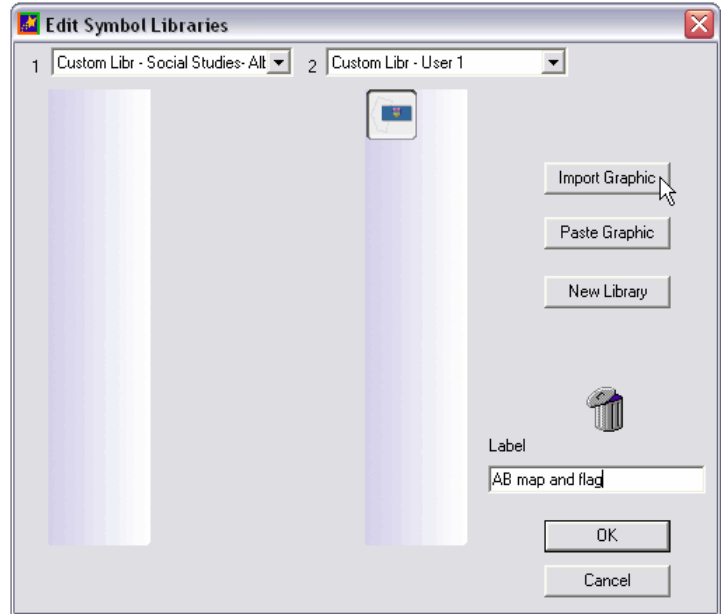 Edit Symbol Libraries
1 Custom Libr - Social Studies- Alt 2 Custom Libr - User 1
Import Graphic
Paste Graphic
New Library
Label
AB map and flag
OK
Cancel